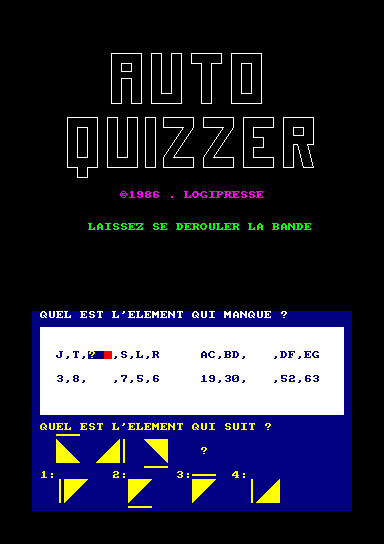 AUTO
QUIZZER
©1986 . LOGIPRESSE
LAISSEZ SE DEROULER LA BANDE
QUEL EST L'ELEMENT QUI MANQUE ?
J,T,? ,S,L,R AC,BD, ,DF,EG
3,8, ,7,5,6 19,30, ,52,63
QUEL EST L'ELEMENT QUI SUIT ?
?
1: 2: 3: 4: